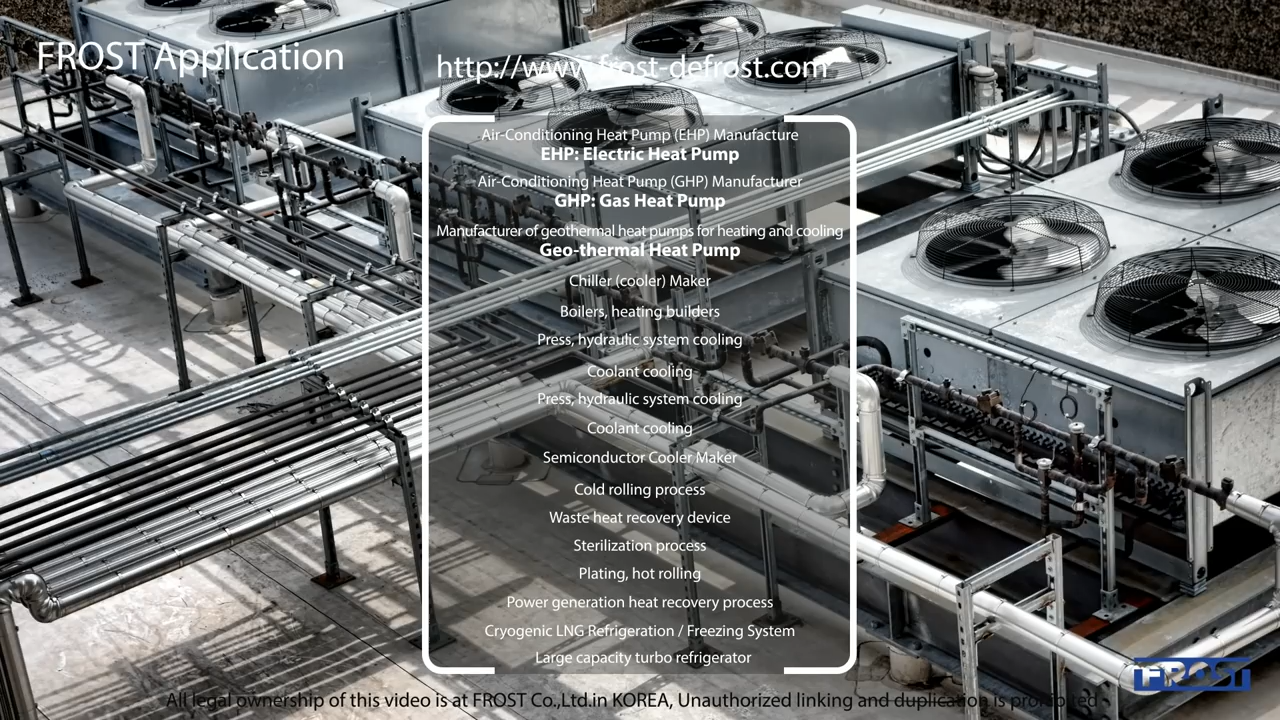 FROST Application
http://www.frost-defrost.com
Air-Conditioning Heat Pump (EHP) Manufacture
EHP: Electric Heat Pump
Air-Conditioning Heat Pump (GHP) Manufacturer
GHP: Gas Heat Pump
Manufacturer of geothermal heat pumps for heating and cooling
Geo-thermal Heat Pump
Chiller (cooler) Maker
Boilers, heating builders
Press, hydraulic system cooling
Coolant cooling
Press, hydraulic system cooling
Coolant cooling
Semiconductor Cooler Maker
Cold rolling process
Waste heat recovery device
Sterilization process
Plating, hot rolling
Power generation heat recovery process
Cryogenic LNG Refrigeration / Freezing System
Large capacity turbo refrigerator
FROST
All legal ownership of this video is at FROST Co.,Ltd.in KOREA, Unauthorized linking and duplication is prohibited